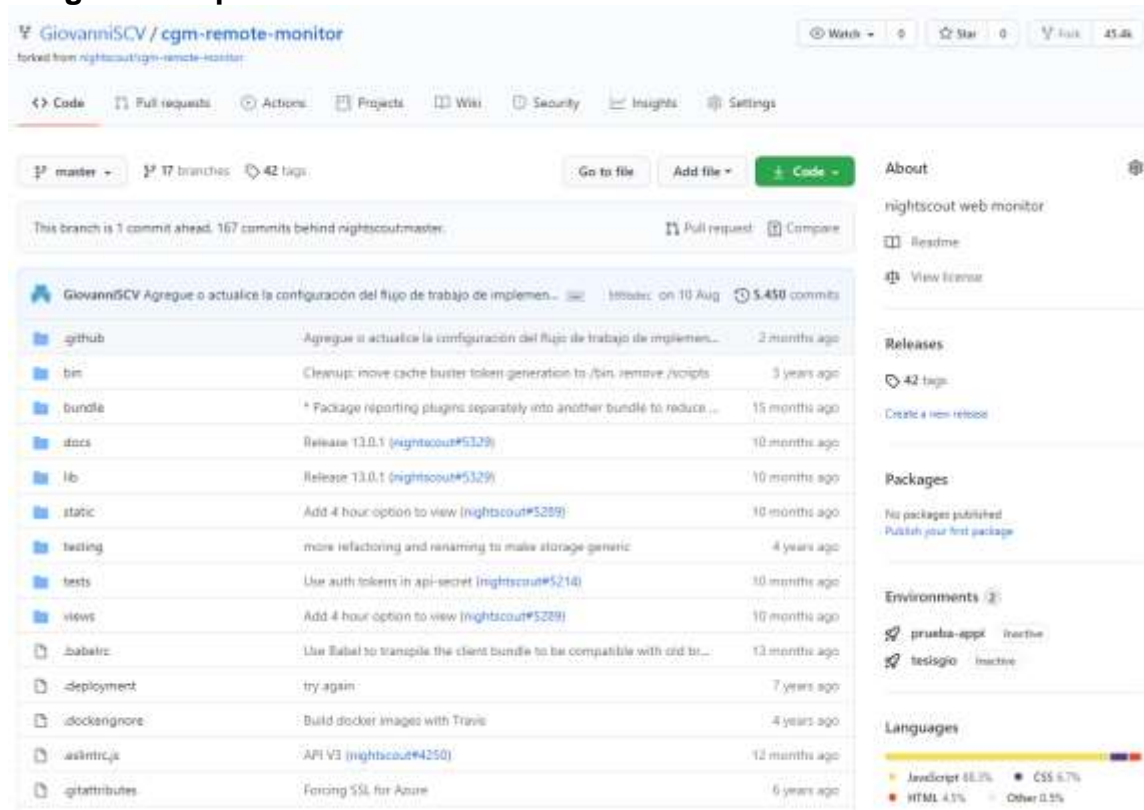 GiovanniSCV / cgm-remote-monitor
forked from nightscout/cgm-remote-monitor
Watch 0 Star 0 Fork 45.4k
Code Pull requests Actions Projects Wiki Security Insights Settings
master 17 branches 42 tags Go to file Add file Code
This branch is 1 commit ahead, 167 commits behind nightscout:master. Pull request Compare
GiovanniSCV Agregue o actualice la configuración del flujo de trabajo de implemen... on 10 Aug 5.450 commits
.github Agregue o actualice la configuración del flujo de trabajo de implemen... 2 months ago
bin Cleanup: move cache buster token generation to /bin, remove /scripts 3 years ago
bundle * Package reporting plugins separately into another bundle to reduce ... 15 months ago
docs Release 13.0.1 (nightscout#5329) 10 months ago
lib Release 13.0.1 (nightscout#5329) 10 months ago
static Add 4 hour option to view (nightscout#5289) 10 months ago
testing more refactoring and renaming to make storage generic 4 years ago
tests Use auth tokens in api-secret (nightscout#5214) 10 months ago
views Add 4 hour option to view (nightscout#5289) 10 months ago
.babelrc Use Babel to transpile the client bundle to be compatible with old br... 13 months ago
.deployment try again 7 years ago
.dockerignore Build docker images with Travis 4 years ago
.eslintrc.js API V3 (nightscout#4250) 12 months ago
.gitattributes Forcing SSL for Azure 6 years ago
About
nightscout web monitor
Readme
View license
Releases
42 tags
Create a new release
Packages
No packages published
Publish your first package
Environments 2
prueba-appi Inactive
tesisgio Inactive
Languages
JavaScript CSS 6.7%
HTML 4.5% Other 0.5%